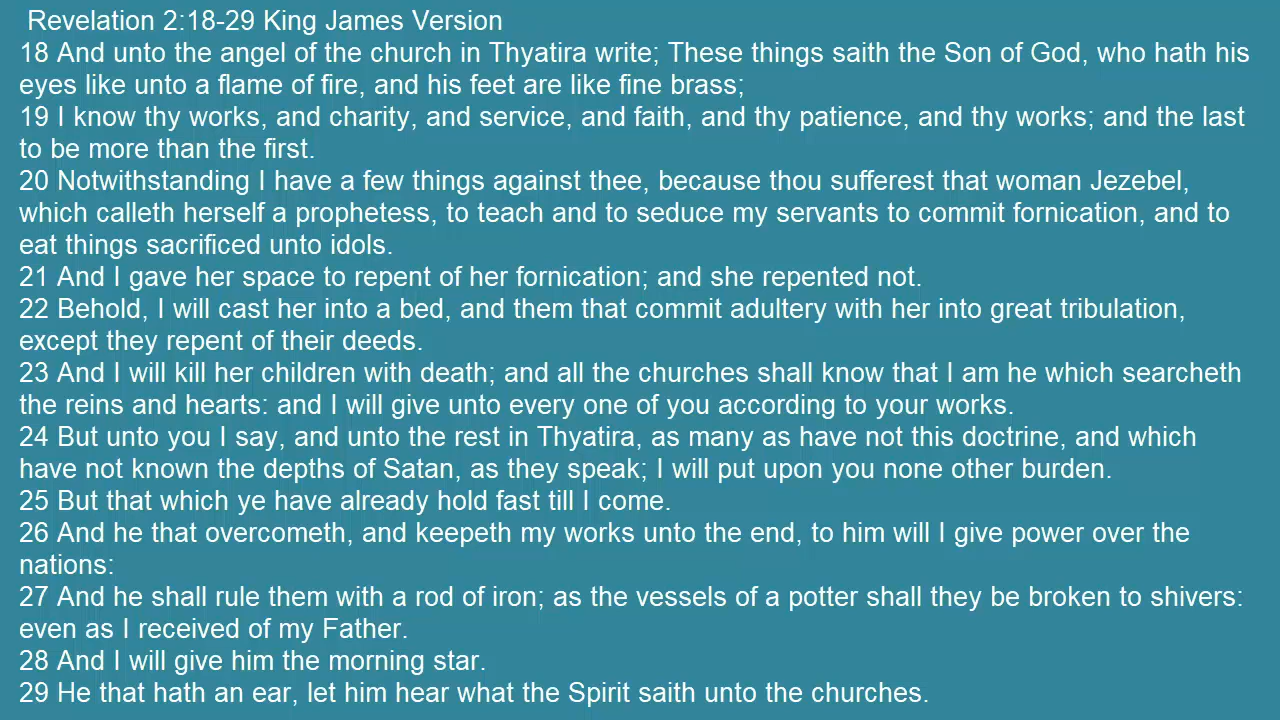 Revelation 2:18-29 King James Version
18 And unto the angel of the church in Thyatira write; These things saith the Son of God, who hath his
eyes like unto a flame of fire, and his feet are like fine brass;
19 I know thy works, and charity, and service, and faith, and thy patience, and thy works; and the last
to be more than the first.
20 Notwithstanding I have a few things against thee, because thou sufferest that woman Jezebel,
which calleth herself a prophetess, to teach and to seduce my servants to commit fornication, and to
eat things sacrificed unto idols.
21 And I gave her space to repent of her fornication; and she repented not.
22 Behold, I will cast her into a bed, and them that commit adultery with her into great tribulation,
except they repent of their deeds.
23 And I will kill her children with death; and all the churches shall know that I am he which searcheth
the reins and hearts: and I will give unto every one of you according to your works.
24 But unto you I say, and unto the rest in Thyatira, as many as have not this doctrine, and which
have not known the depths of Satan, as they speak; I will put upon you none other burden.
25 But that which ye have already hold fast till I come.
26 And he that overcometh, and keepeth my works unto the end, to him will I give power over the
nations:
27 And he shall rule them with a rod of iron; as the vessels of a potter shall they be broken to shivers:
even as I received of my Father.
28 And I will give him the morning star.
29 He that hath an ear, let him hear what the Spirit saith unto the churches.